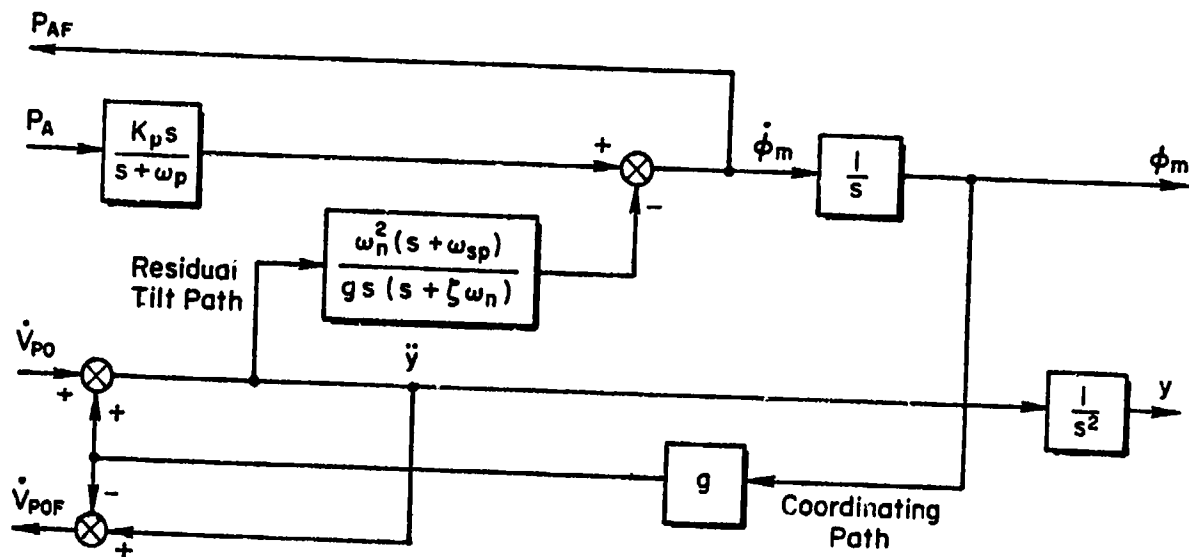 P_AF
P_A
K_p s
s + ω_p
+
−
φ̇_m
1
s
φ_m
ω_n² (s + ω_sp)
g s (s + ζω_n)
Residual
Tilt Path
V̇_PO
+
+
ÿ
1
s²
y
g
−
V̇_POF
+
Coordinating
Path